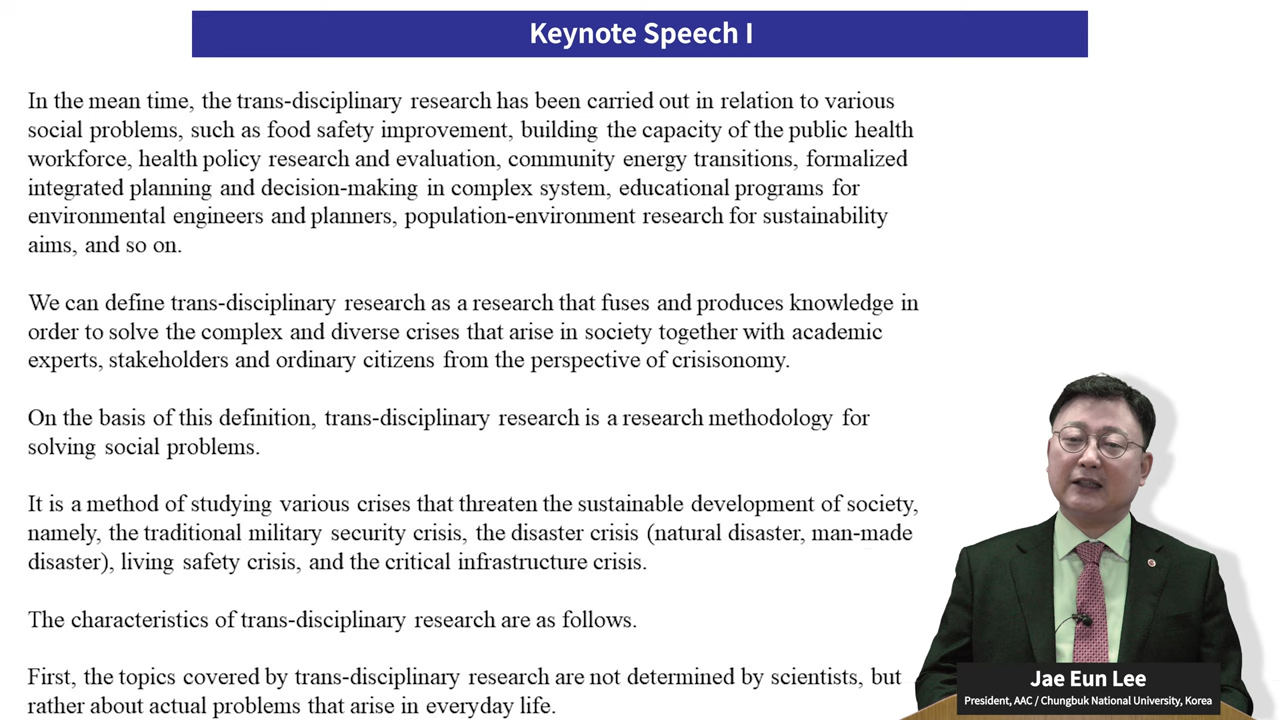 Keynote Speech I
In the mean time, the trans-disciplinary research has been carried out in relation to various
social problems, such as food safety improvement, building the capacity of the public health
workforce, health policy research and evaluation, community energy transitions, formalized
integrated planning and decision-making in complex system, educational programs for
environmental engineers and planners, population-environment research for sustainability
aims, and so on.
We can define trans-disciplinary research as a research that fuses and produces knowledge in
order to solve the complex and diverse crises that arise in society together with academic
experts, stakeholders and ordinary citizens from the perspective of crisisonomy.
On the basis of this definition, trans-disciplinary research is a research methodology for
solving social problems.
It is a method of studying various crises that threaten the sustainable development of society,
namely, the traditional military security crisis, the disaster crisis (natural disaster, man-made
disaster), living safety crisis, and the critical infrastructure crisis.
The characteristics of trans-disciplinary research are as follows.
First, the topics covered by trans-disciplinary research are not determined by scientists, but
rather about actual problems that arise in everyday life.
Jae Eun Lee
President, AAC / Chungbuk National University, Korea